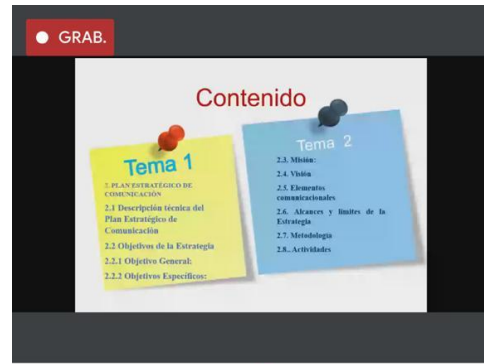 GRAB.
Contenido
Tema 1
2. PLAN ESTRATÉGICO DE
COMUNICACIÓN
2.1 Descripción técnica del
Plan Estratégico de
Comunicación
2.2 Objetivos de la Estrategia
2.2.1 Objetivo General:
2.2.2 Objetivos Específicos:
Tema 2
2.3. Misión:
2.4. Visión
2.5. Elementos
comunicacionales
2.6. Alcances y límites de la
Estrategia
2.7. Metodología
2.8.. Actividades